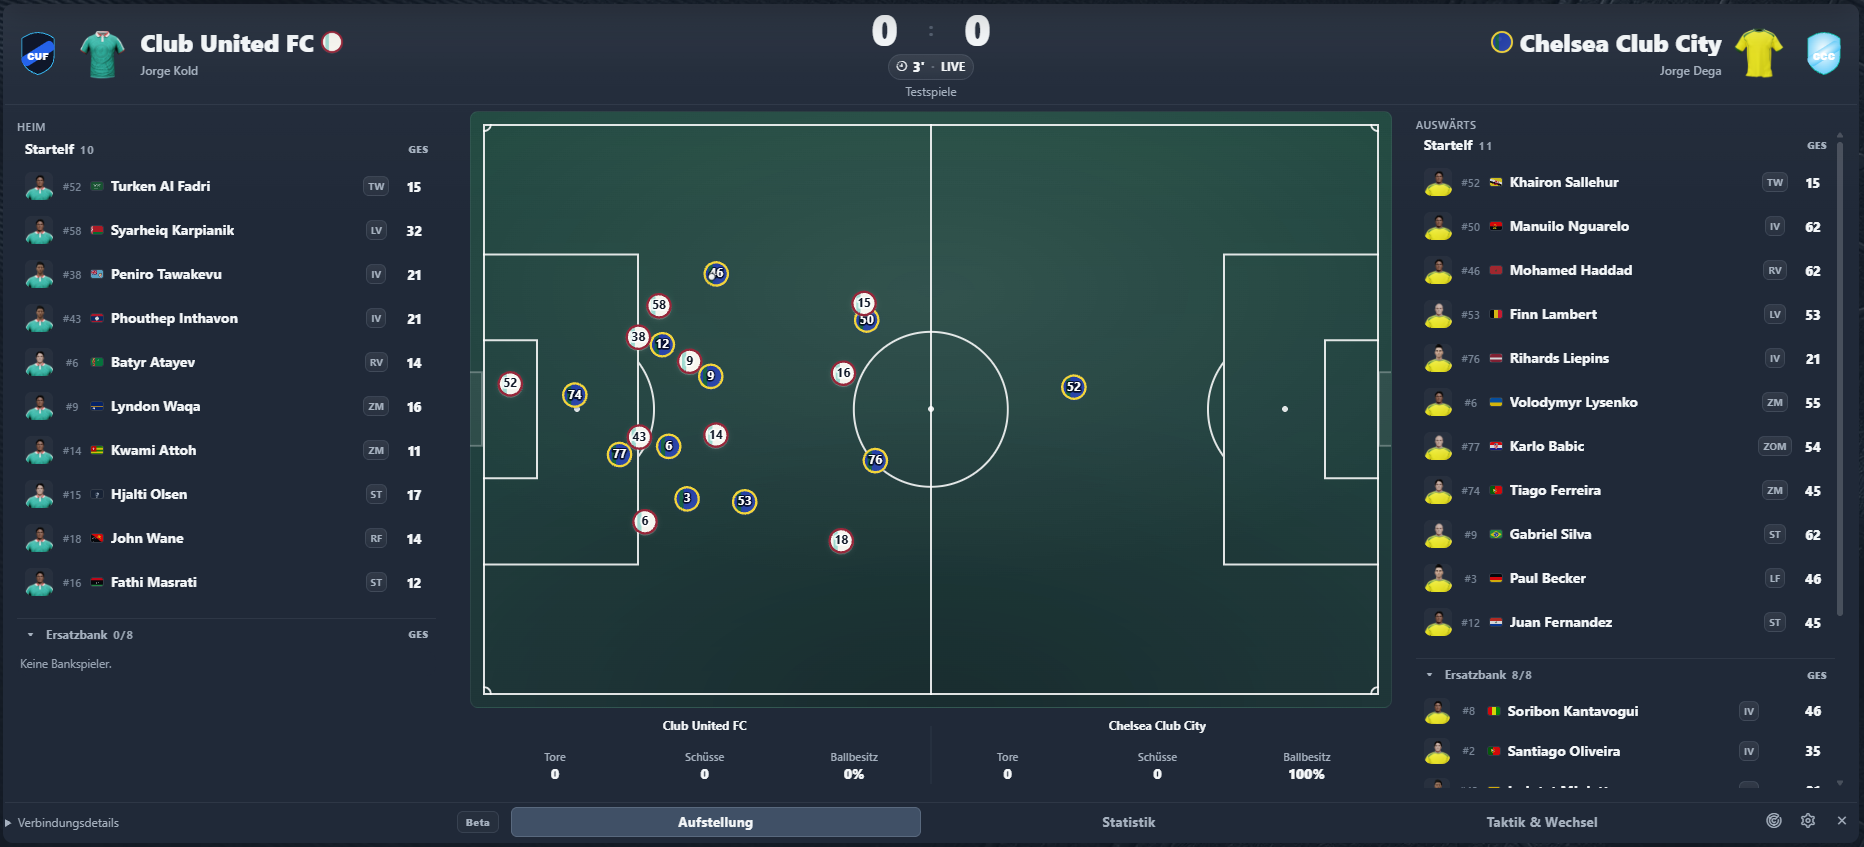 CUF
Club United FC
Jorge Kold
0 : 0
3' · LIVE
Testspiele
Chelsea Club City
Jorge Dega
CCC
HEIM
Startelf 10 GES
#52 Turken Al Fadri TW 15
#58 Syarheiq Karpianik LV 32
#38 Peniro Tawakevu IV 21
#43 Phouthep Inthavon IV 21
#6 Batyr Atayev RV 14
#9 Lyndon Waqa ZM 16
#14 Kwami Attoh ZM 11
#15 Hjalti Olsen ST 17
#18 John Wane RF 14
#16 Fathi Masrati ST 12
Ersatzbank 0/8 GES
Keine Bankspieler.
46
58
15
50
38
12
9
9
16
52
74
52
43
6
14
77
76
3
53
6
18
Club United FC
Tore Schüsse Ballbesitz
0 0 0%
Chelsea Club City
Tore Schüsse Ballbesitz
0 0 100%
AUSWÄRTS
Startelf 11 GES
#52 Khairon Sallehur TW 15
#50 Manuilo Nguarelo IV 62
#46 Mohamed Haddad RV 62
#53 Finn Lambert LV 53
#76 Rihards Liepins IV 21
#6 Volodymyr Lysenko ZM 55
#77 Karlo Babic ZOM 54
#74 Tiago Ferreira ZM 45
#9 Gabriel Silva ST 62
#3 Paul Becker LF 46
#12 Juan Fernandez ST 45
Ersatzbank 8/8 GES
#8 Soribon Kantavogui IV 46
#2 Santiago Oliveira IV 35
Verbindungsdetails
Beta
Aufstellung
Statistik
Taktik & Wechsel